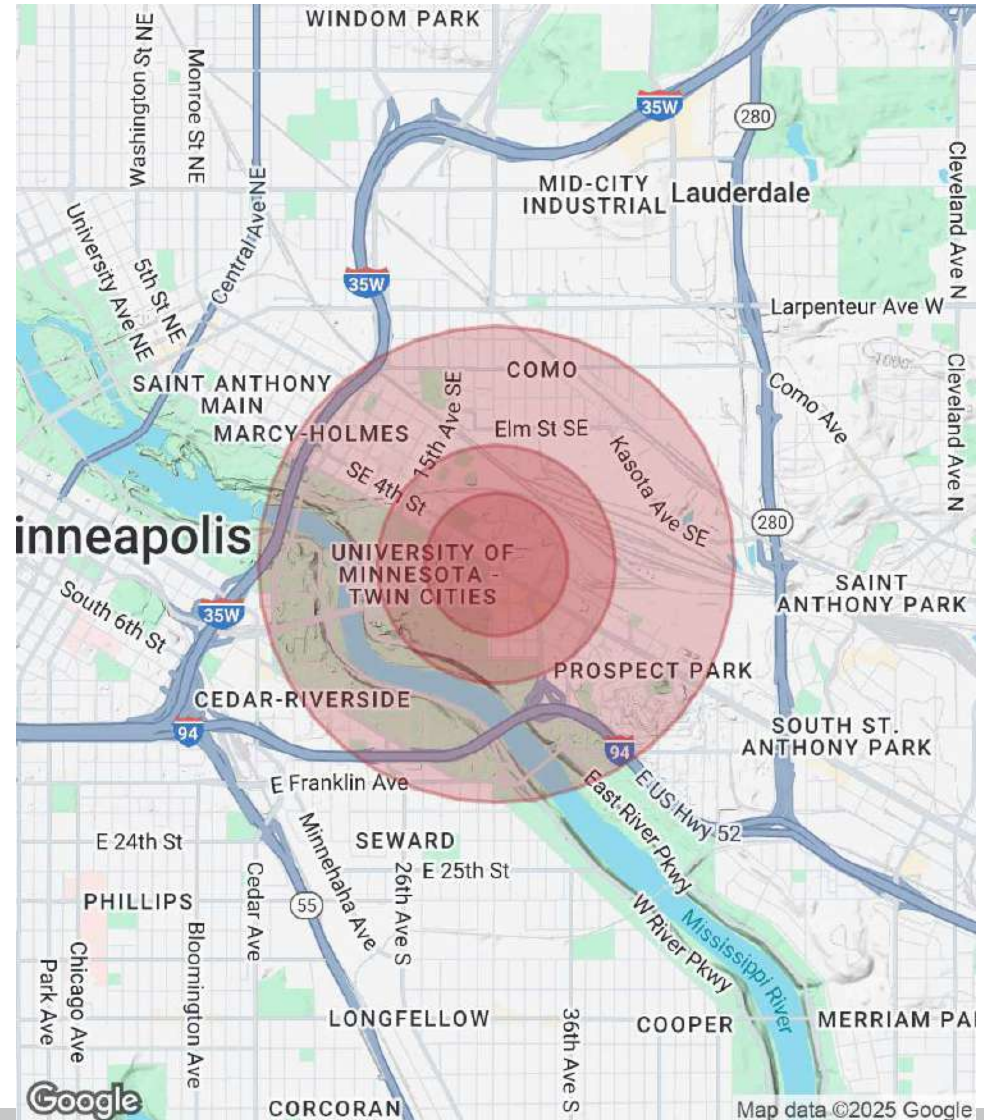 WINDOM PARK
Washington St NE
Monroe St NE
35W
280
Cleveland Ave N
MID-CITY
INDUSTRIAL
Lauderdale
University Ave NE
5th St NE
Central Ave NE
35W
Larpenteur Ave W
1000
SAINT ANTHONY
MAIN
COMO
Como Ave
Cleveland Ave N
MARCY-HOLMES
15th Ave SE
Elm St SE
SE 4th St
Kasota Ave SE
inneapolis
280
UNIVERSITY OF
MINNESOTA -
TWIN CITIES
South 6th St
35W
SAINT
ANTHONY PARK
PROSPECT PARK
CEDAR-RIVERSIDE
94
94
SOUTH ST.
ANTHONY PARK
E Franklin Ave
East River Pkwy
E US Hwy 52
E 24th St
Minnehaha Ave
SEWARD
26th Ave S
E 25th St
Cedar Ave
55
PHILLIPS
Bloomington Ave
Chicago Ave
Park Ave
W River Pkwy
Mississippi River
LONGFELLOW
36th Ave S
COOPER
MERRIAM PA
Google
CORCORAN
Map data ©2025 Google